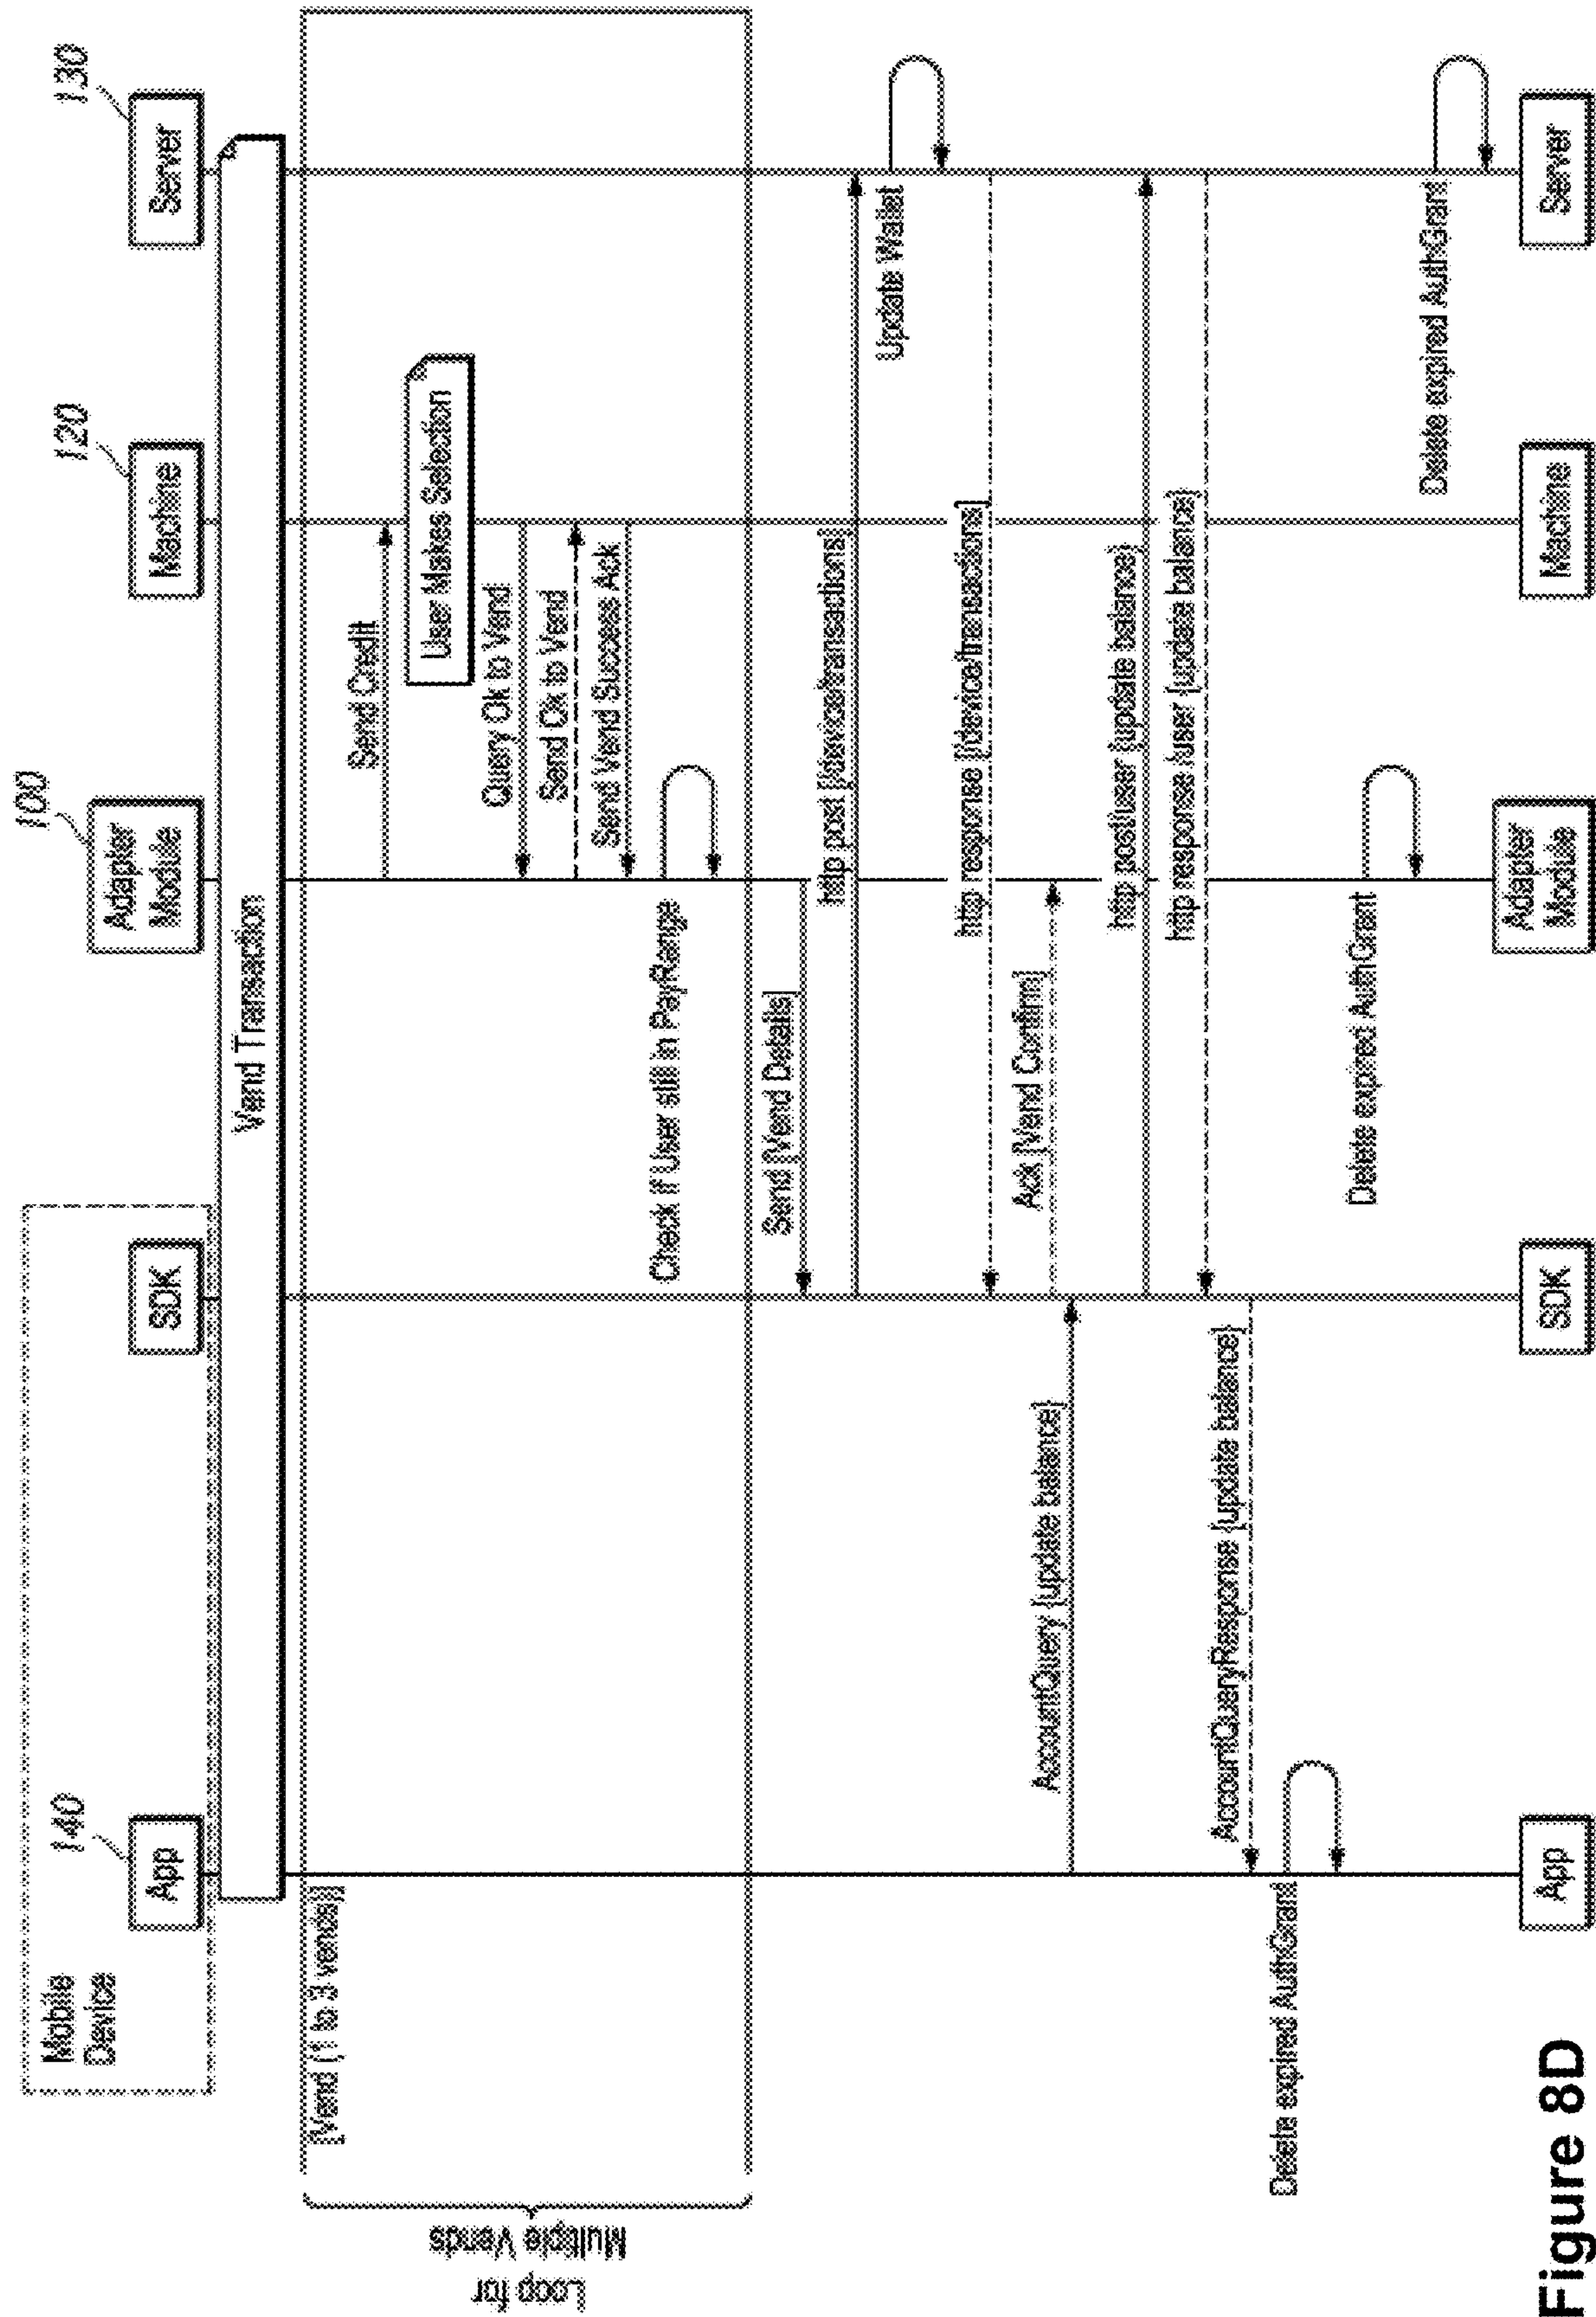 Mobile
Device
140
100
120
130
App
SDK
Adapter
Module
Machine
Server
Vend Transaction
[Vend (1 to 3 vends)]
Loop for
Multiple Vends
Send Credit
User Makes Selection
Query Ok to Vend
Send Ok to Vend
Send Vend Success Ack
Check if User still in PayRange
Send [Vend Details]
http post [/device/transactions]
Update Wallet
http response [/device/transactions]
Ack [Vend Confirm]
AccountQuery {update balance}
http post/user {update balance}
http response /user {update balance}
AccountQueryResponse {update balance}
Delete expired AuthGrant
Delete expired AuthGrant
Delete expired AuthGrant
App
SDK
Adapter
Module
Machine
Server
Figure 8D